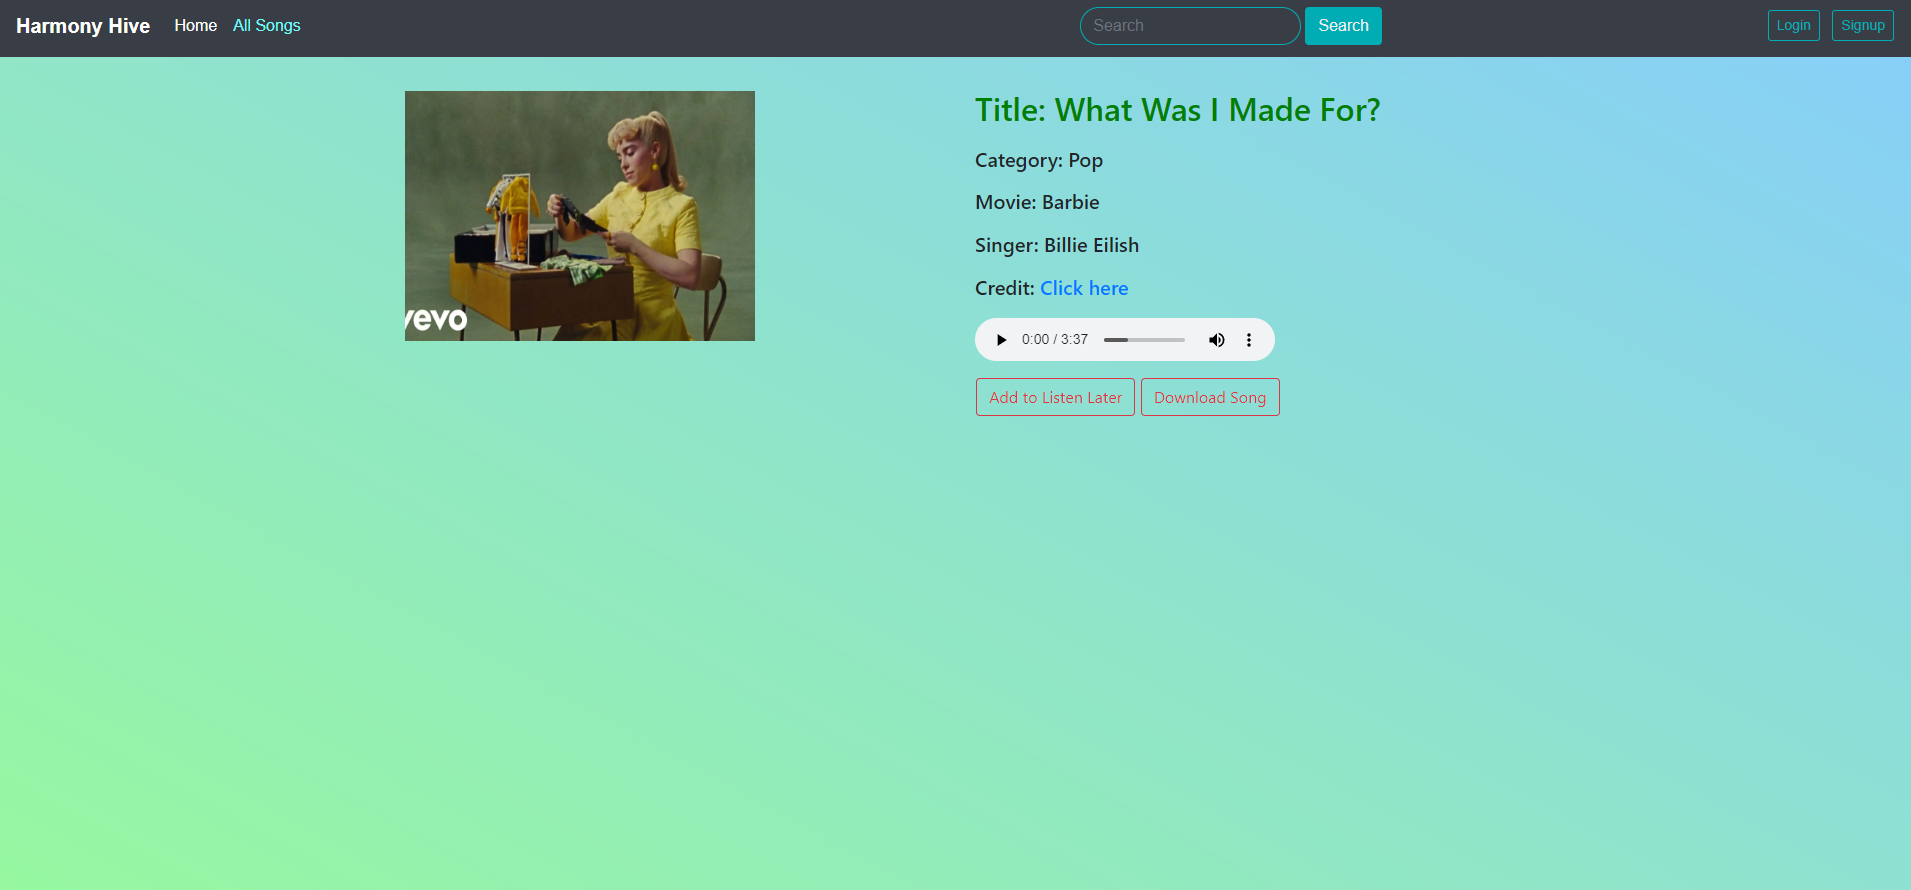 Harmony Hive Home All Songs Search Search Login Signup
vevo
Title: What Was I Made For?
Category: Pop
Movie: Barbie
Singer: Billie Eilish
Credit: Click here
0:00 / 3:37
Add to Listen Later Download Song